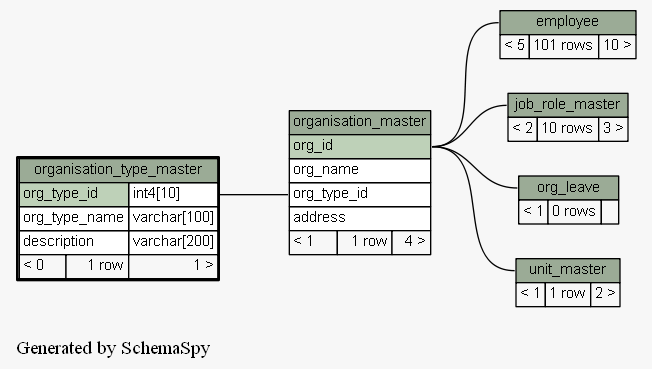 employee
< 5 101 rows 10 >
job_role_master
< 2 10 rows 3 >
organisation_master
org_id
org_name
org_type_id
address
< 1 1 row 4 >
organisation_type_master
org_type_id int4[10]
org_type_name varchar[100]
description varchar[200]
< 0 1 row 1 >
org_leave
< 1 0 rows
unit_master
< 1 1 row 2 >
Generated by SchemaSpy